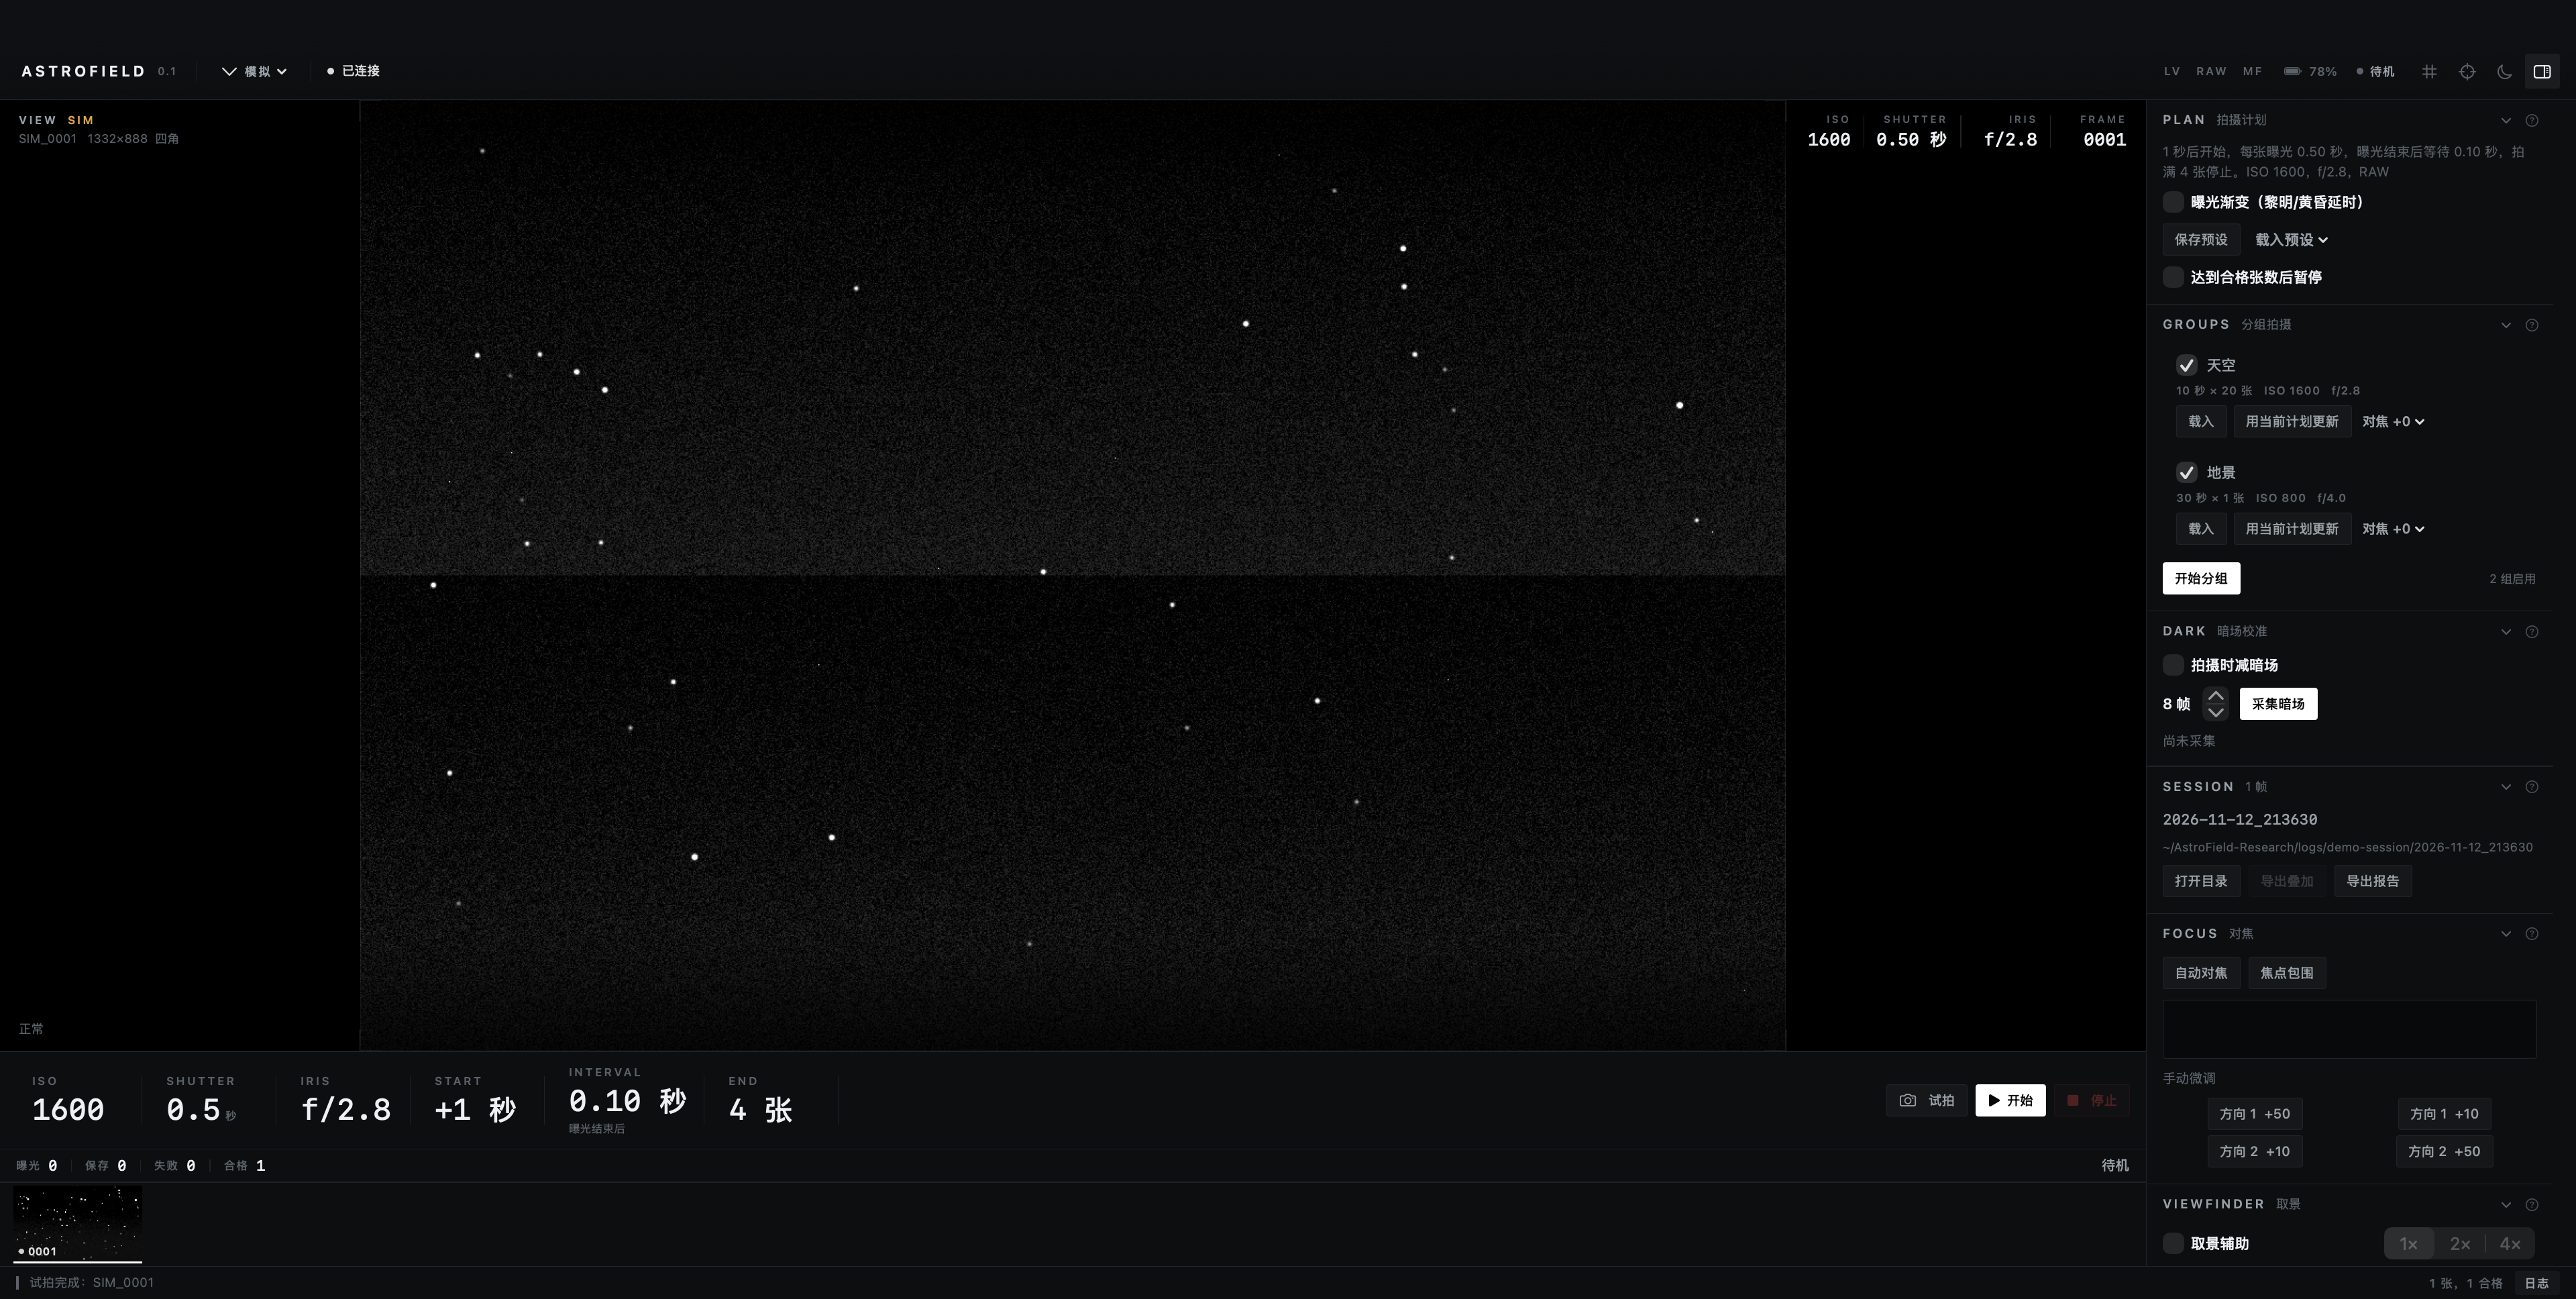 ASTROFIELD 0.1 模拟 已连接 LV RAW MF 78% 待机
VIEW SIM
SIM_0001 1332×888 四角
ISO SHUTTER IRIS FRAME
1600 0.50 秒 f/2.8 0001
正常
PLAN 拍摄计划
1 秒后开始，每张曝光 0.50 秒，曝光结束后等待 0.10 秒，拍
满 4 张停止。ISO 1600，f/2.8，RAW
曝光渐变（黎明/黄昏延时）
保存预设 载入预设
达到合格张数后暂停
GROUPS 分组拍摄
天空
10 秒 × 20 张 ISO 1600 f/2.8
载入 用当前计划更新 对焦 +0
地景
30 秒 × 1 张 ISO 800 f/4.0
载入 用当前计划更新 对焦 +0
开始分组 2 组启用
DARK 暗场校准
拍摄时减暗场
8 帧 采集暗场
尚未采集
SESSION 1 帧
2026-11-12_213630
~/AstroField-Research/logs/demo-session/2026-11-12_213630
打开目录 导出叠加 导出报告
FOCUS 对焦
自动对焦 焦点包围
手动微调
方向 1 +50 方向 1 +10
方向 2 +10 方向 2 +50
VIEWFINDER 取景
取景辅助 1× 2× 4×
ISO SHUTTER IRIS START INTERVAL END
1600 0.5 秒 f/2.8 +1 秒 0.10 秒 4 张
曝光结束后
试拍 开始 停止
曝光 0 保存 0 失败 0 合格 1 待机
0001
试拍完成：SIM_0001 1 张，1 合格 日志